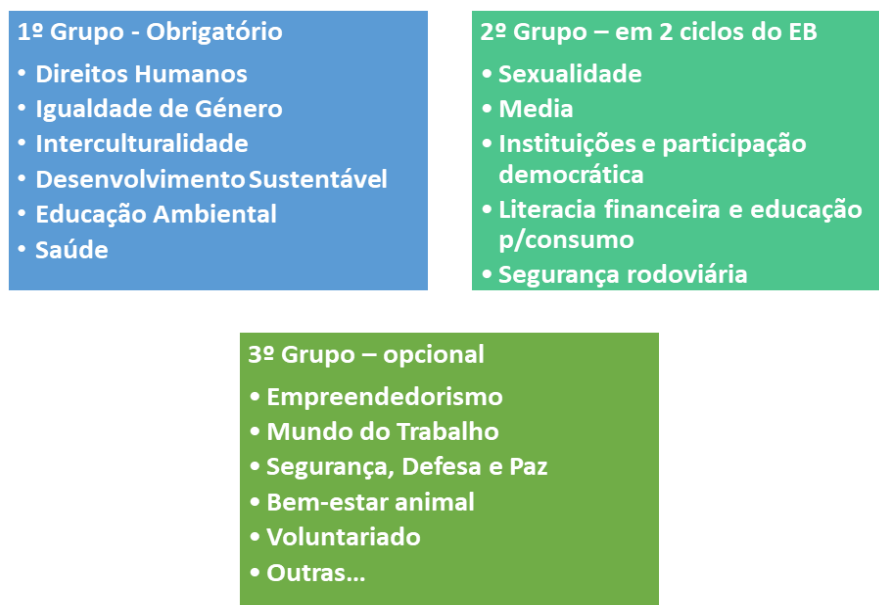 1º Grupo - Obrigatório
• Direitos Humanos
• Igualdade de Género
• Interculturalidade
• Desenvolvimento Sustentável
• Educação Ambiental
• Saúde
2º Grupo – em 2 ciclos do EB
• Sexualidade
• Media
• Instituições e participação
democrática
• Literacia financeira e educação
p/consumo
• Segurança rodoviária
3º Grupo – opcional
• Empreendedorismo
• Mundo do Trabalho
• Segurança, Defesa e Paz
• Bem-estar animal
• Voluntariado
• Outras...